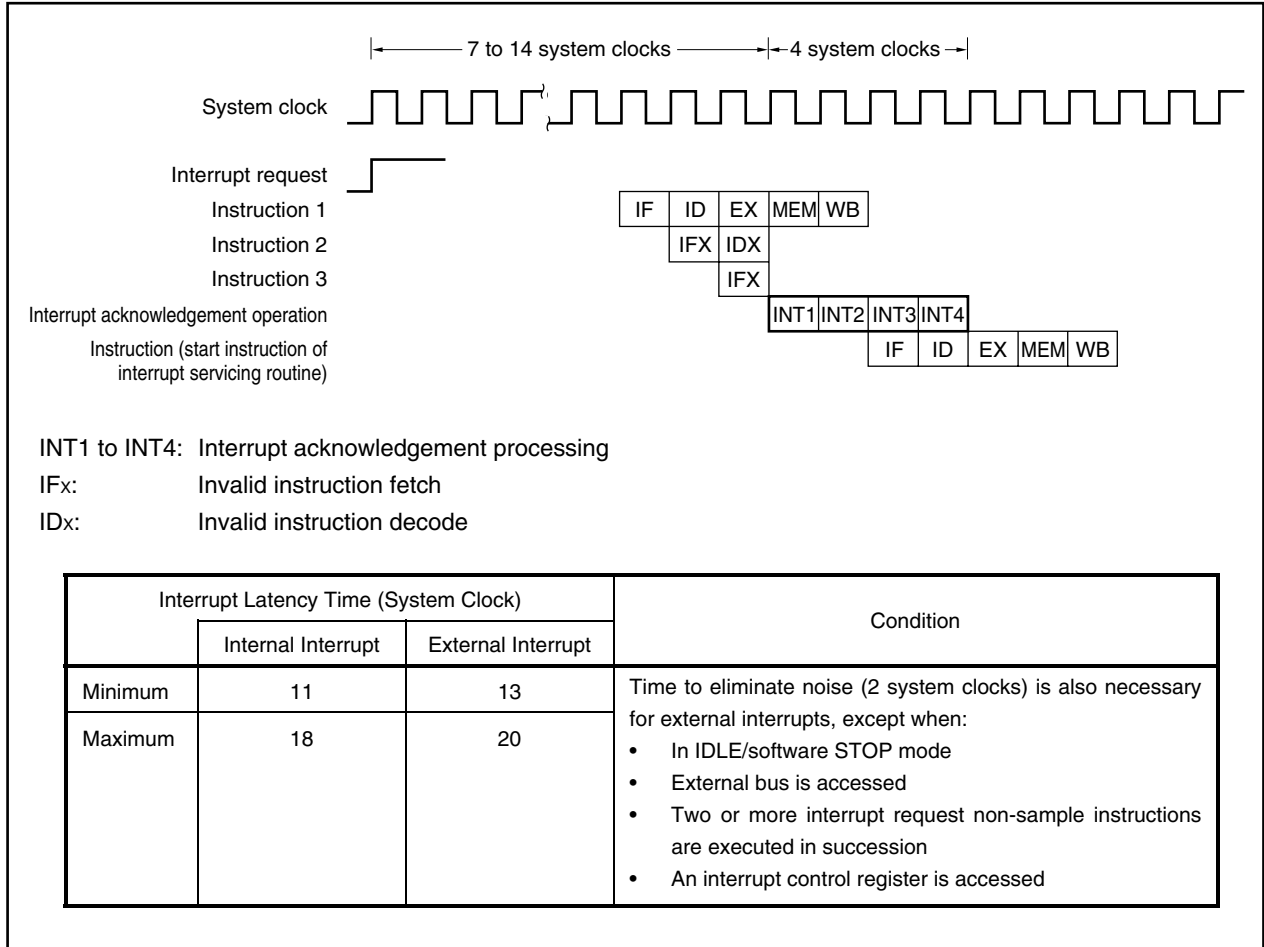 7 to 14 system clocks 4 system clocks
System clock
Interrupt request
Instruction 1 IF ID EX MEM WB
Instruction 2 IFX IDX
Instruction 3 IFX
Interrupt acknowledgement operation INT1 INT2 INT3 INT4
Instruction (start instruction of
interrupt servicing routine) IF ID EX MEM WB
INT1 to INT4: Interrupt acknowledgement processing
IFx: Invalid instruction fetch
IDx: Invalid instruction decode
Interrupt Latency Time (System Clock) Condition
Internal Interrupt External Interrupt
Minimum 11 13 Time to eliminate noise (2 system clocks) is also necessary
for external interrupts, except when:
Maximum 18 20
• In IDLE/software STOP mode
• External bus is accessed
• Two or more interrupt request non-sample instructions
are executed in succession
• An interrupt control register is accessed